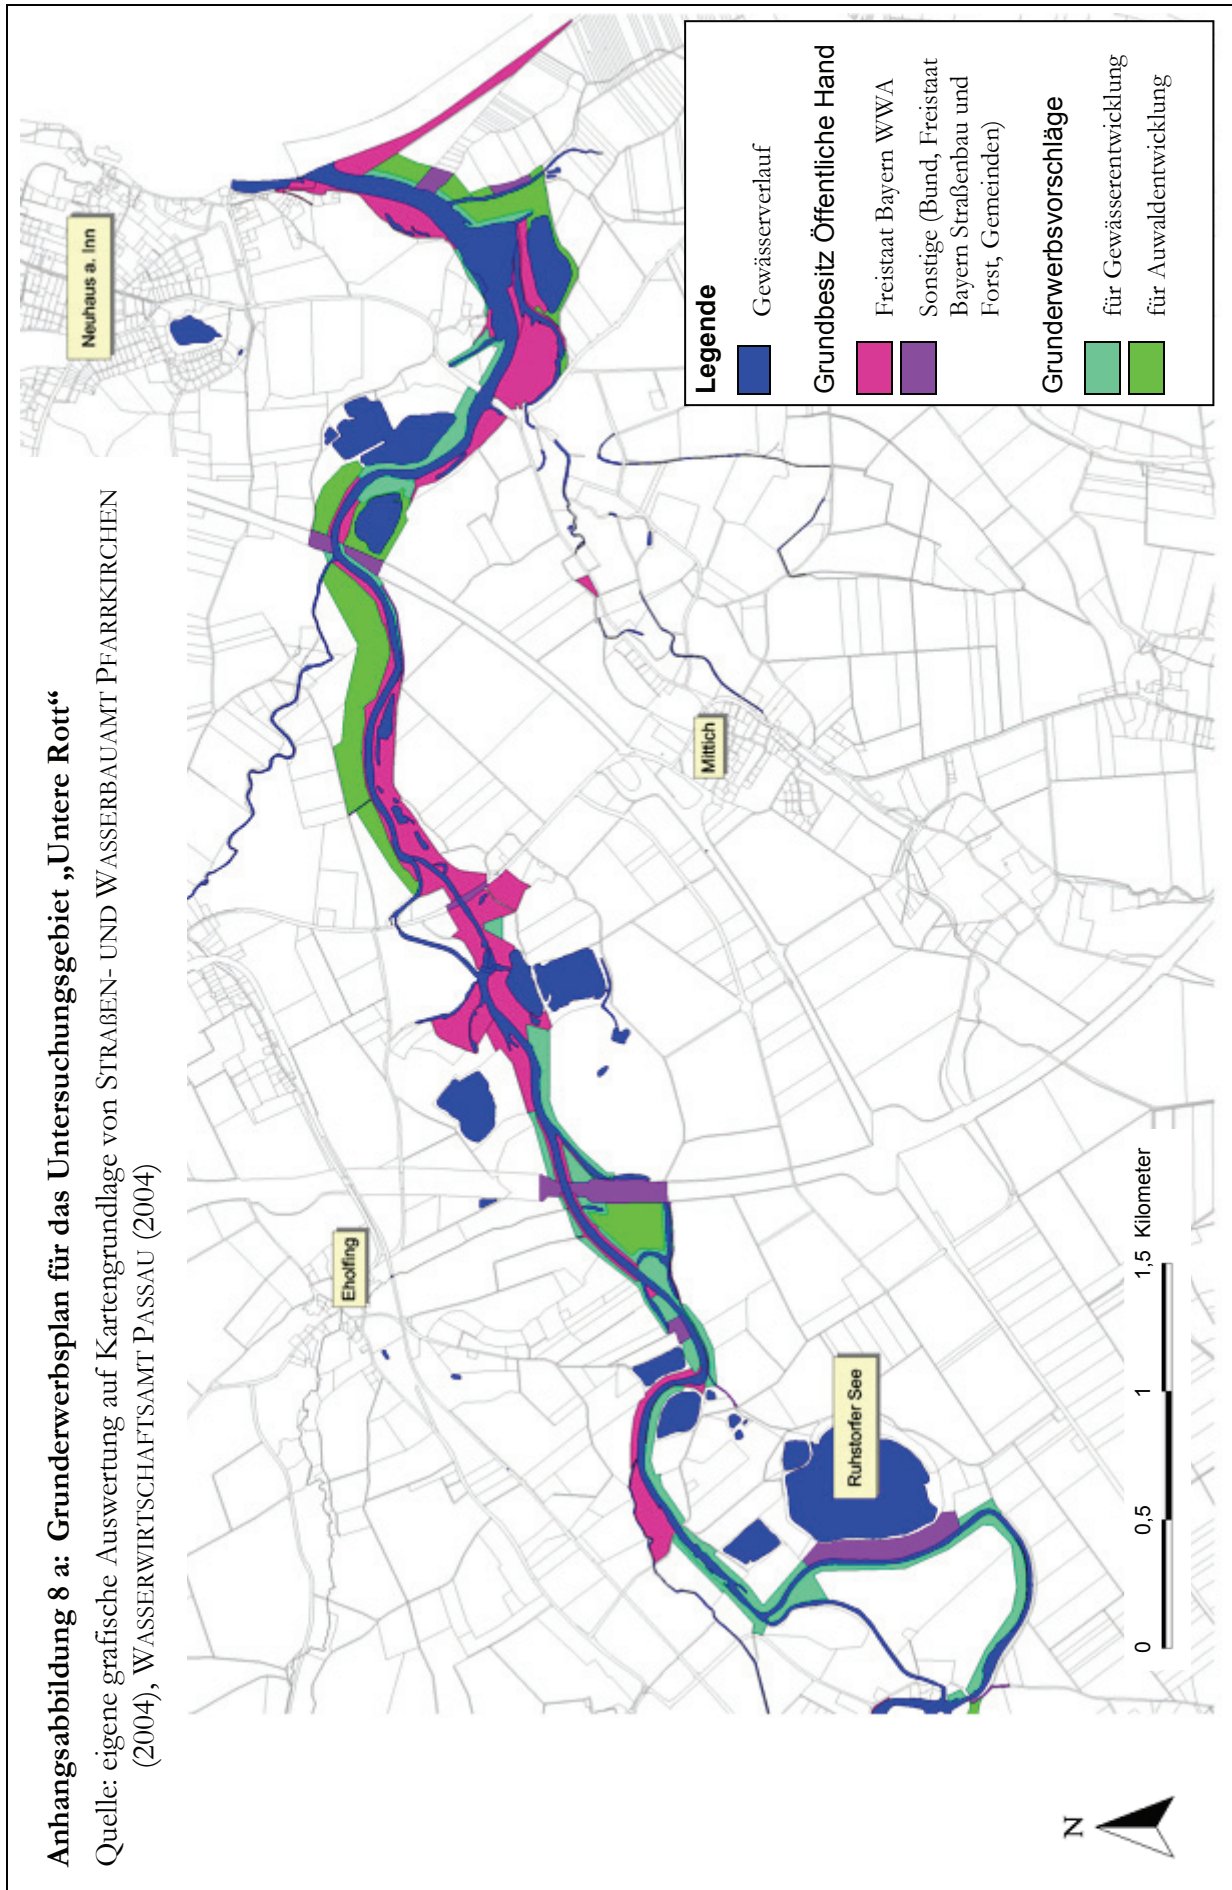 Anhangsabbildung 8 a: Grunderwerbsplan für das Untersuchungsgebiet „Untere Rott“
Quelle: eigene grafische Auswertung auf Kartengrundlage von STRAßEN- UND WASSERBAUAMT PFARRKIRCHEN
(2004), WASSERWIRTSCHAFTSAMT PASSAU (2004)
Neuhaus a. Inn
Eholfing
Mittich
Ruhstorfer See
Legende
Gewässerverlauf
Grundbesitz Öffentliche Hand
Freistaat Bayern WWA
Sonstige (Bund, Freistaat
Bayern Straßenbau und
Forst, Gemeinden)
Grunderwerbsvorschläge
für Gewässerentwicklung
für Auwaldentwicklung
0 0,5 1 1,5 Kilometer
N